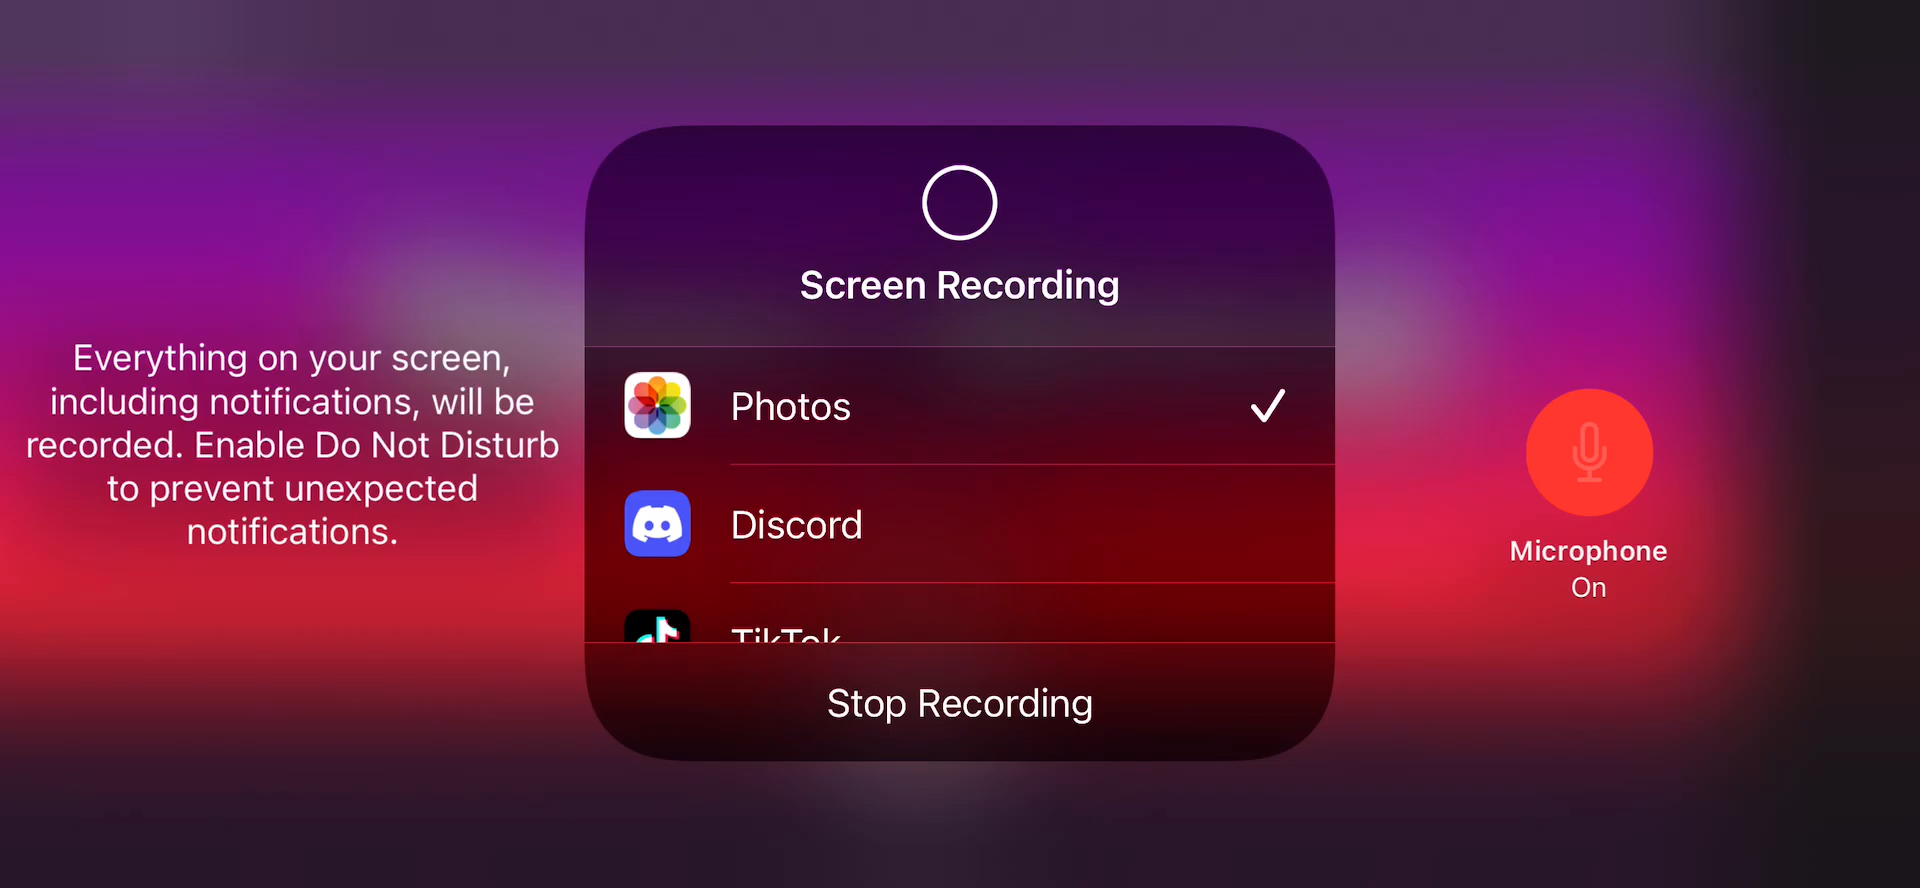 Everything on your screen,
including notifications, will be
recorded. Enable Do Not Disturb
to prevent unexpected
notifications.
Screen Recording
Photos
Discord
TikTok
Stop Recording
Microphone
On